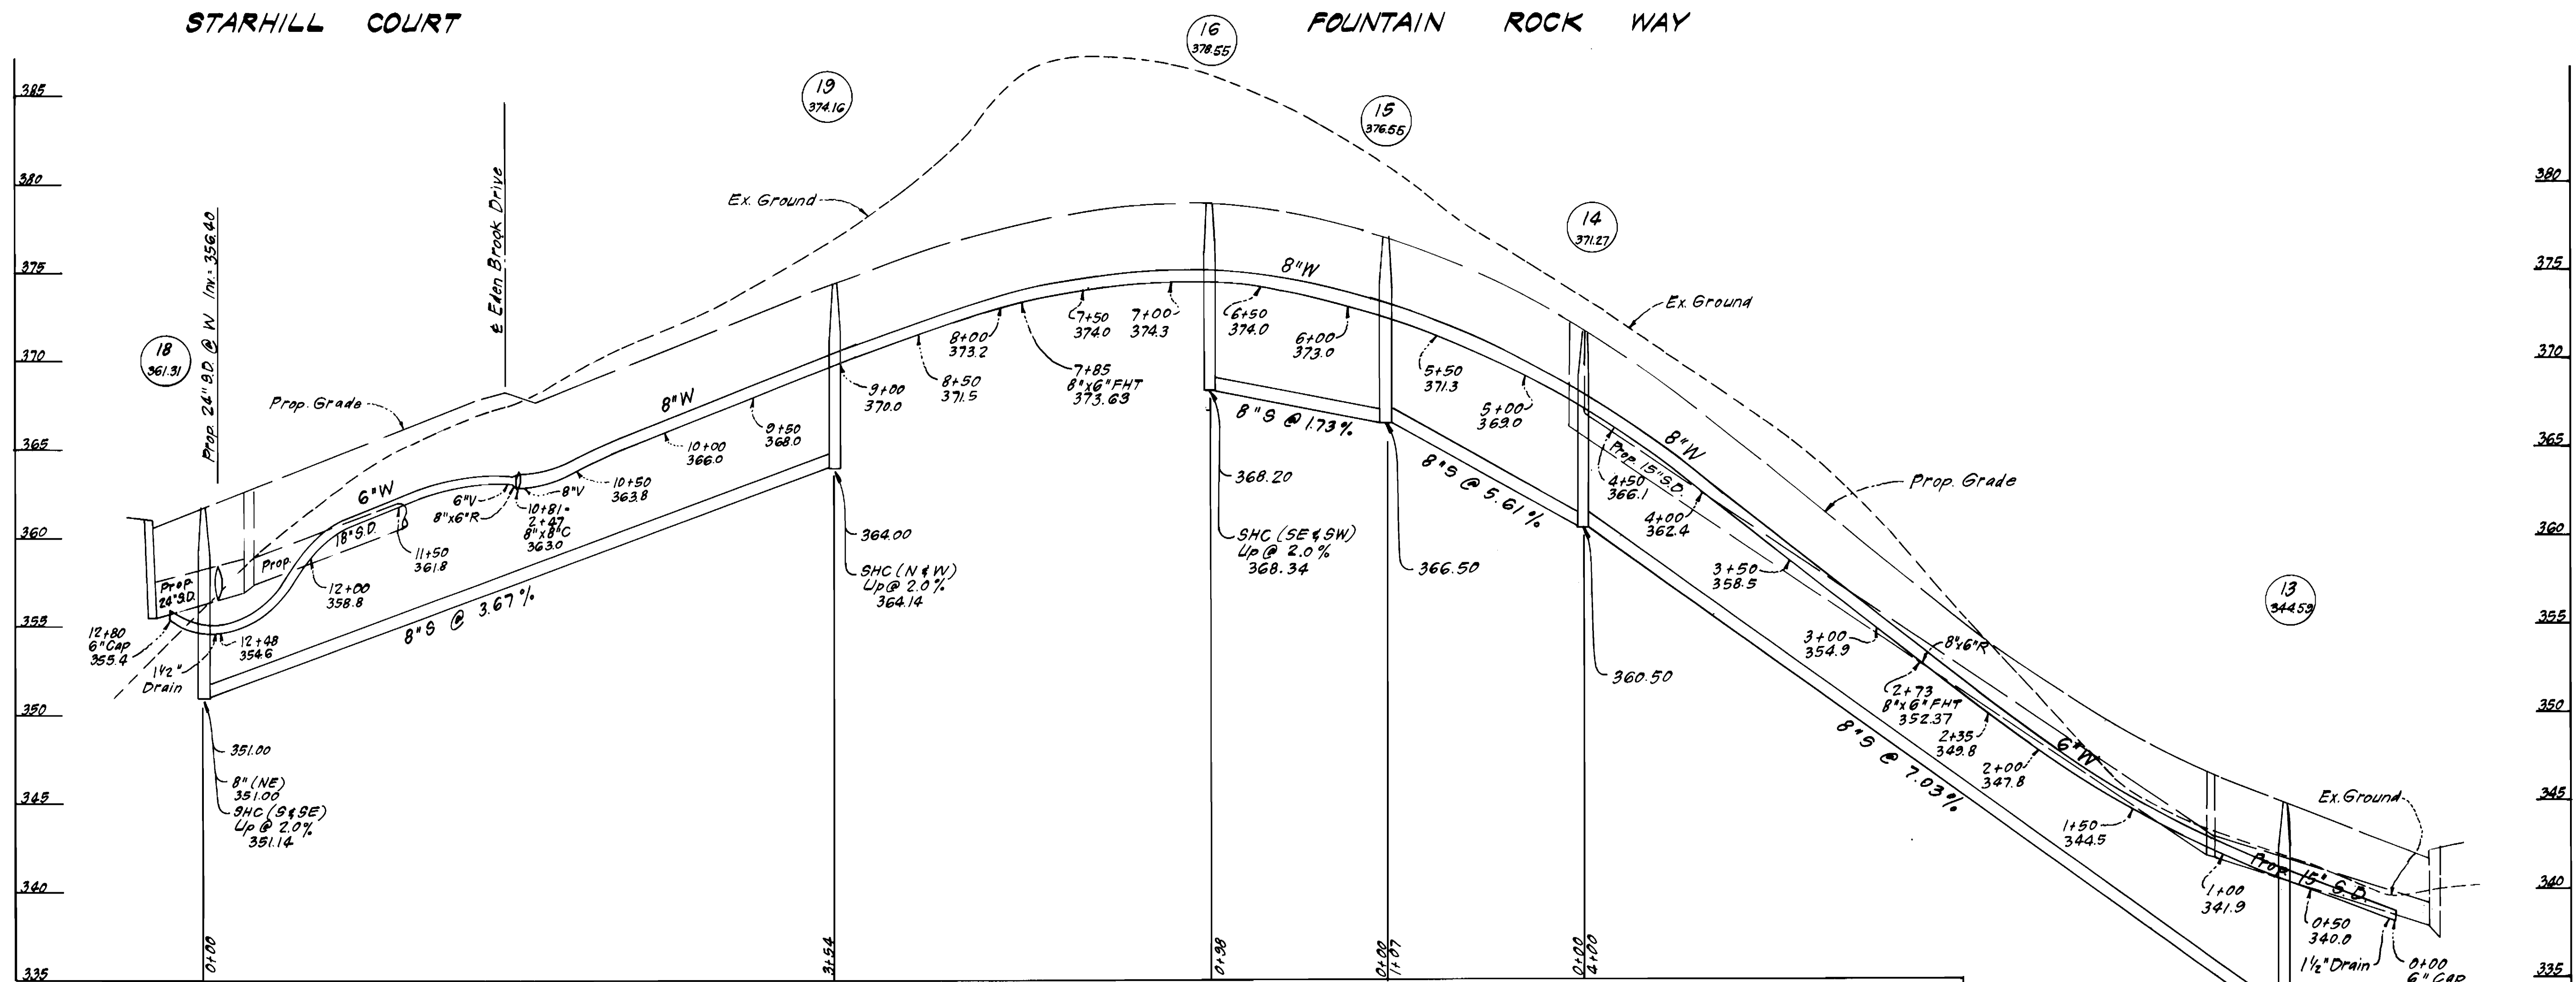 STARHILL COURT
FOUNTAIN ROCK WAY
16
378.55
19
374.16
15
376.55
14
371.27
18
361.31
13
344.59
385
380
375
370
365
360
355
350
345
340
335
380
375
370
365
360
355
350
345
340
335
Prop. 24" S.D. @ W Inv.= 356.40
℄ Eden Brook Drive
Ex. Ground
Prop. Grade
8"W
8"W
6"W
6"V
8"x6"R
8"V
10+81=
2+47
8"x8"C
363.0
10+50
363.8
10+00
366.0
9+50
368.0
9+00
370.0
8+50
371.5
8+00
373.2
7+85
8"x6"FHT
373.63
7+50
374.0
7+00
374.3
6+50
374.0
6+00
373.0
5+50
371.3
5+00
369.0
4+50
366.1
4+00
362.4
3+50
358.5
3+00
354.9
8"x6"R
2+73
8"x6"FHT
352.37
2+35
349.8
2+00
347.8
1+50
344.5
1+00
341.9
0+50
340.0
1½" Drain
0+00
6" Cap
Prop.
24" S.D.
Prop.
18" S.D.
11+50
361.8
12+00
358.8
12+48
354.6
12+80
6" Cap
355.4
1½"
Drain
8"S @ 3.67%
351.00
8" (NE)
351.00
SHC (S & SE)
Up @ 2.0%
351.14
364.00
SHC (N & W)
Up @ 2.0%
364.14
8"S @ 1.73%
368.20
SHC (SE & SW)
Up @ 2.0%
368.34
8"S @ 5.61%
366.50
Prop. 15" S.D.
8"W
Ex. Ground
Prop. Grade
360.50
8"S @ 7.03%
6"W
Ex. Ground
Prop. 15" S.D.
0+00
3+54
0+98
0+00
1+07
0+00
4+00